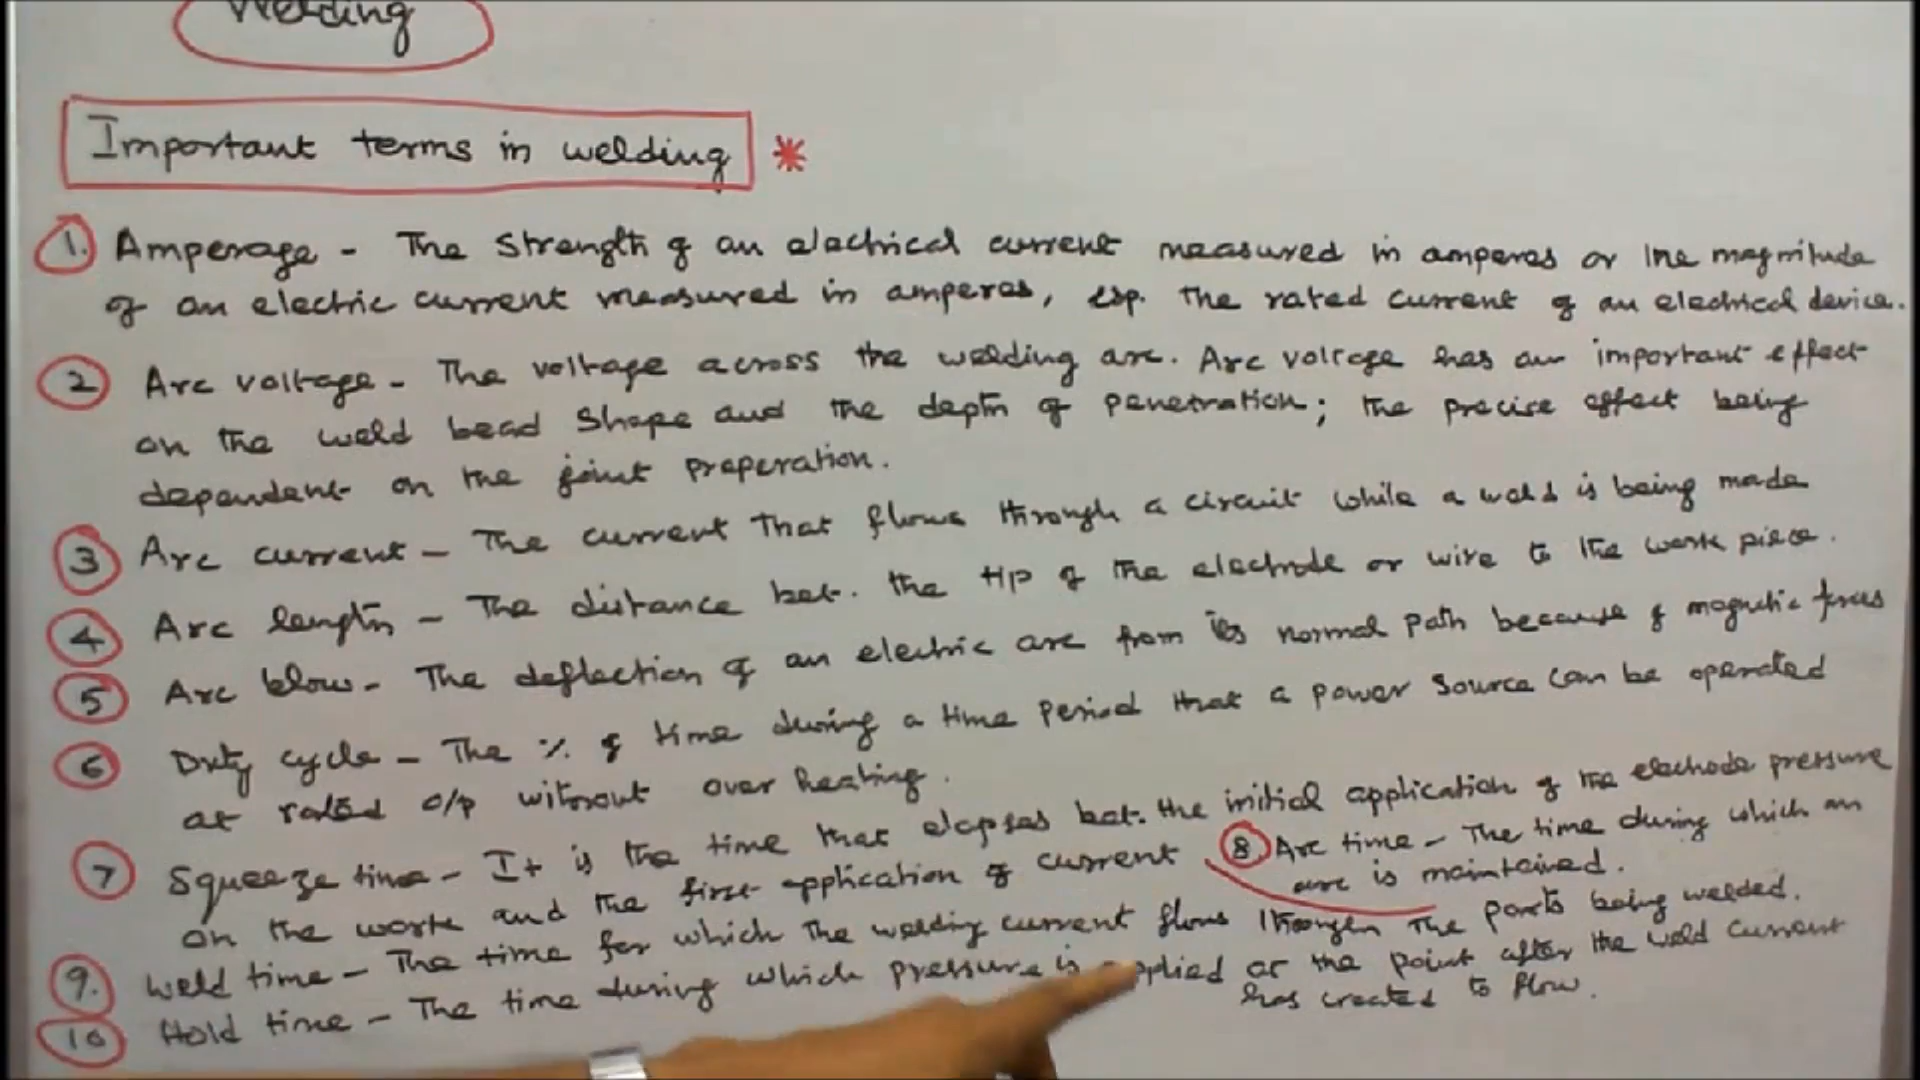 Welding
Important terms in welding *
1. Amperage - The strength of an electrical current measured in amperes or the magnitude
of an electric current measured in amperes, esp. the rated current of an electrical device.
2 Arc voltage - The voltage across the welding arc. Arc voltage has an important effect
on the weld bead shape and the depth of penetration; the precise effect being
dependent on the joint preperation.
3 Arc current - The current that flows through a circuit while a weld is being made
4 Arc length - The distance bet. the tip of the electrode or wire to the work piece.
5 Arc blow - The deflection of an electric arc from its normal path because of magnetic forces
6 Duty cycle - The % of time during a time period that a power source can be operated
at rated o/p without over heating.
7 Squeeze time - It is the time that elapses bet. the initial application of the electrode pressure
on the work and the first application of current
8. Arc time - The time during which an
arc is maintained.
9. Weld time - The time for which the welding current flows through the parts being welded.
10 Hold time - The time during which pressure is applied at the point after the weld current
has created to flow.